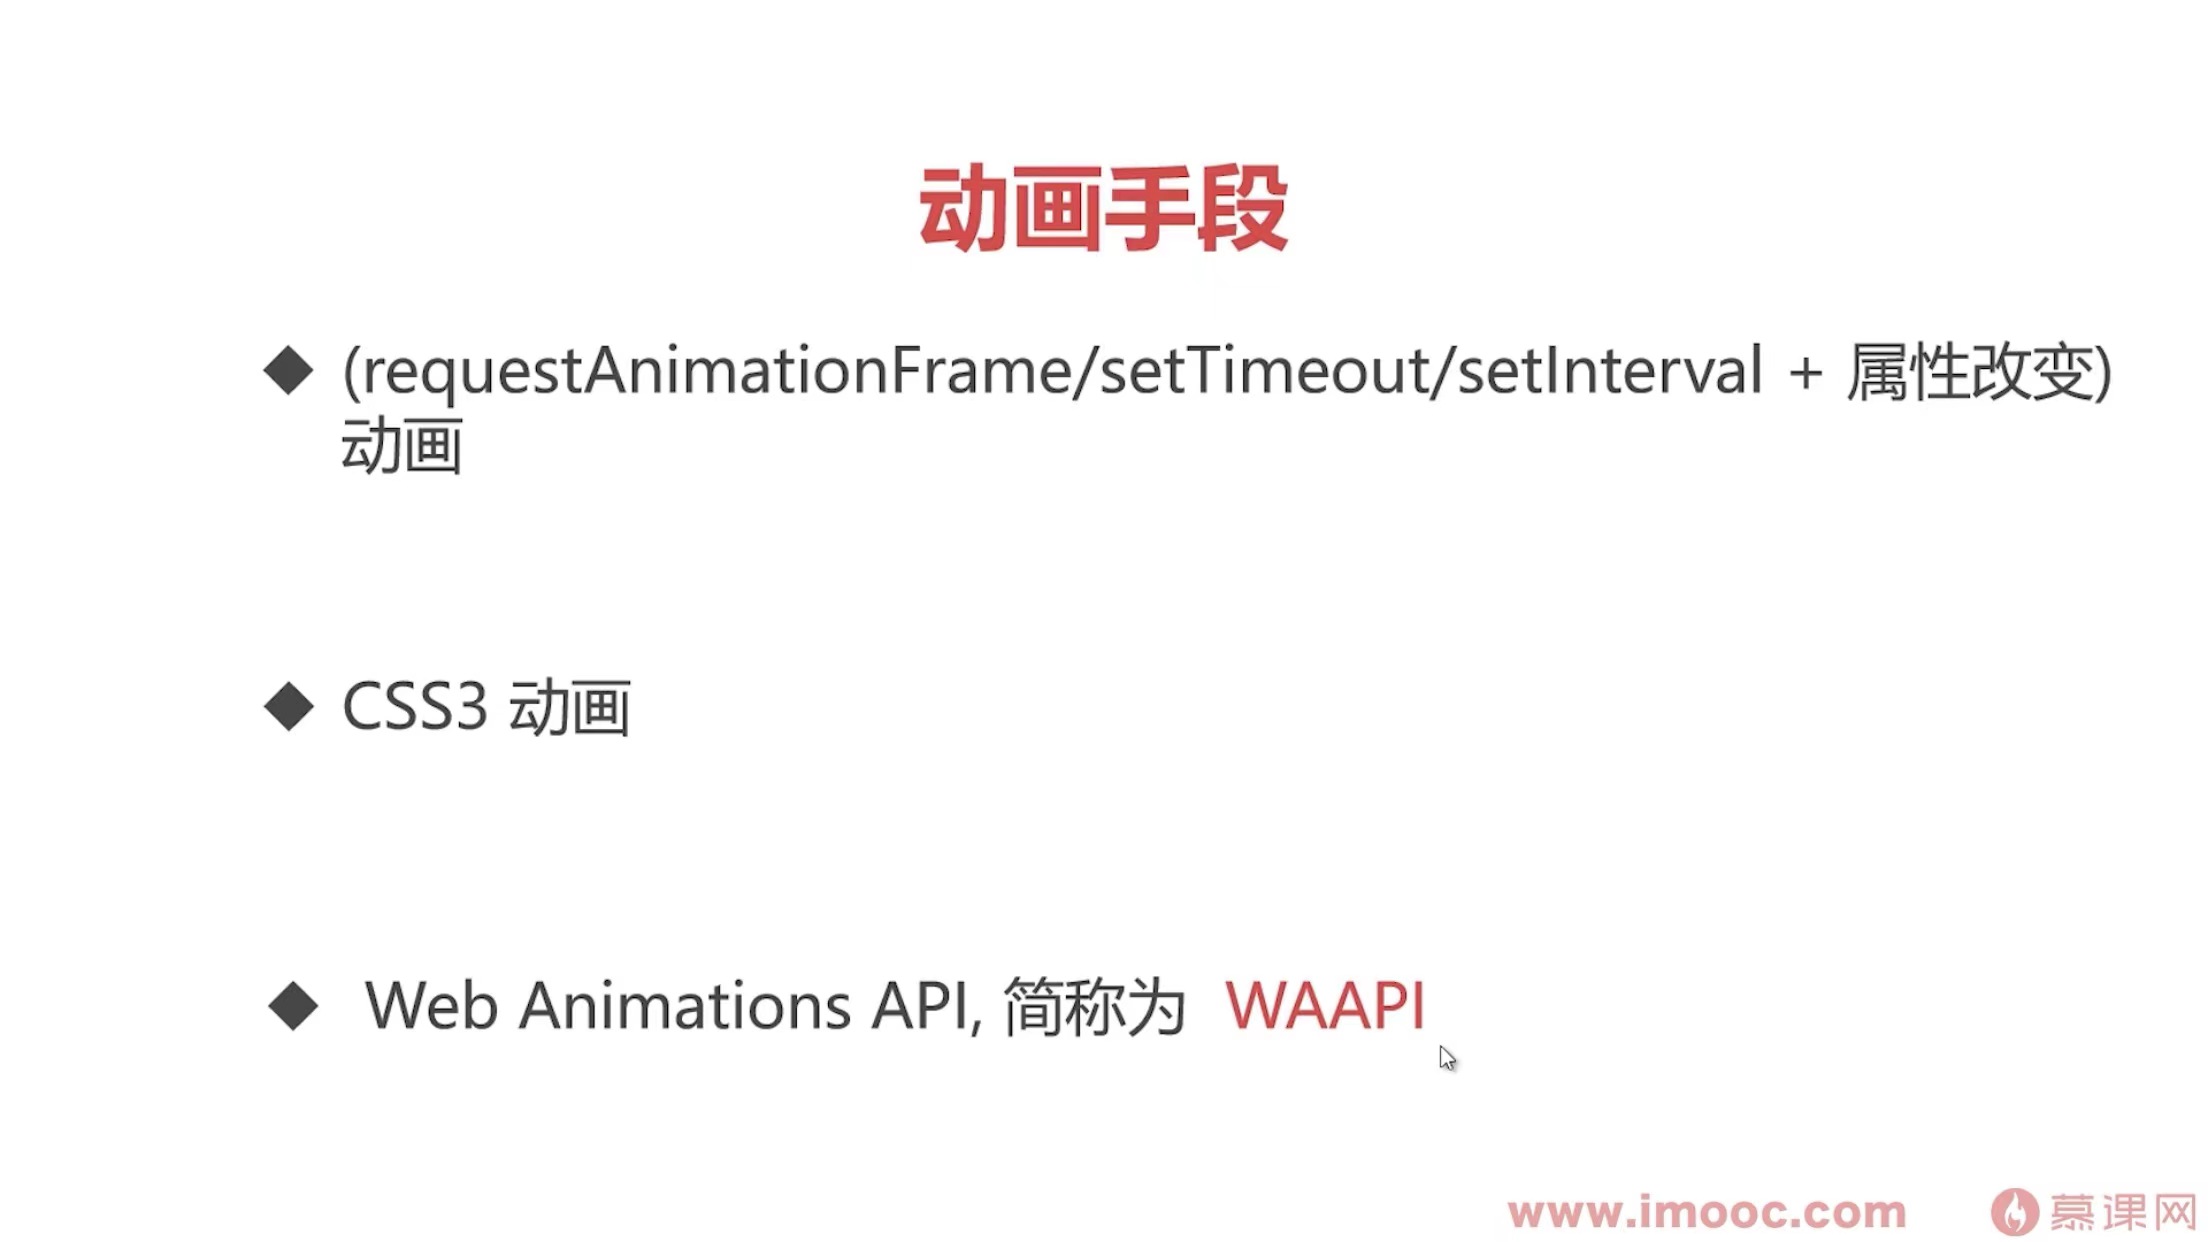 动画手段
(requestAnimationFrame/setTimeout/setInterval + 属性改变)
动画
CSS3 动画
Web Animations API, 简称为 WAAPI
www.imooc.com 慕课网